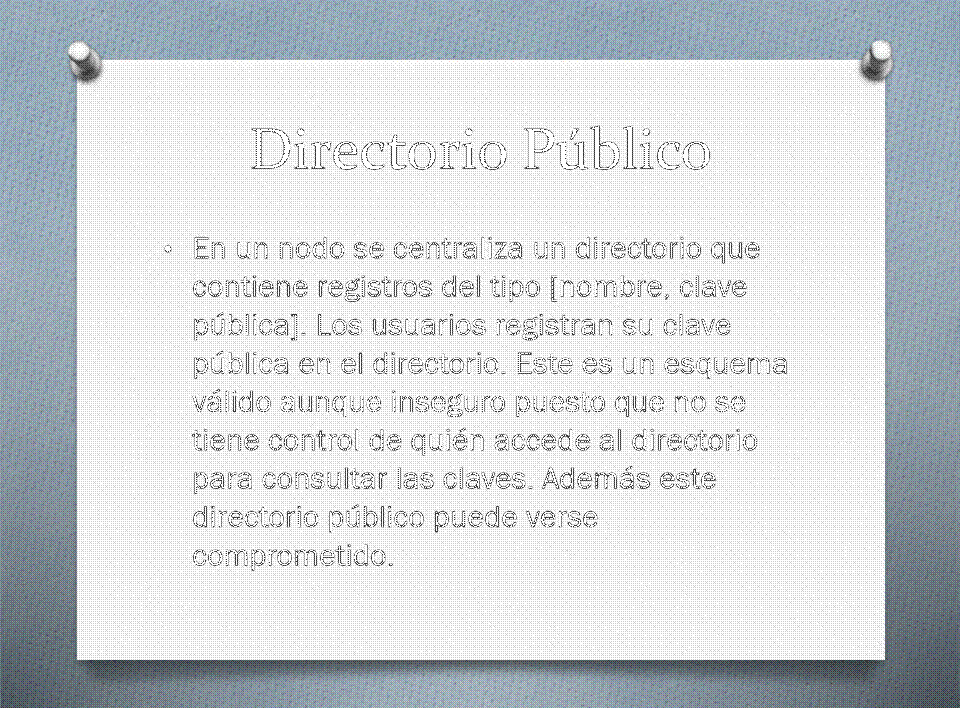 Directorio Público
• En un nodo se centraliza un directorio que
contiene registros del tipo [nombre, clave
pública]. Los usuarios registran su clave
pública en el directorio. Este es un esquema
válido aunque inseguro puesto que no se
tiene control de quién accede al directorio
para consultar las claves. Además este
directorio público puede verse
comprometido.